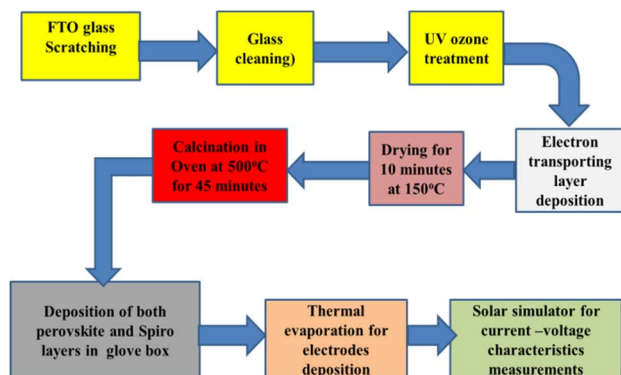 FTO glass
Scratching
Glass
cleaning)
UV ozone
treatment
Electron
transporting
layer
deposition
Drying for
10 minutes
at 150°C
Calcination in
Oven at 500°C
for 45 minutes
Deposition of both
perovskite and Spiro
layers in glove box
Thermal
evaporation for
electrodes
deposition
Solar simulator for
current –voltage
characteristics
measurements